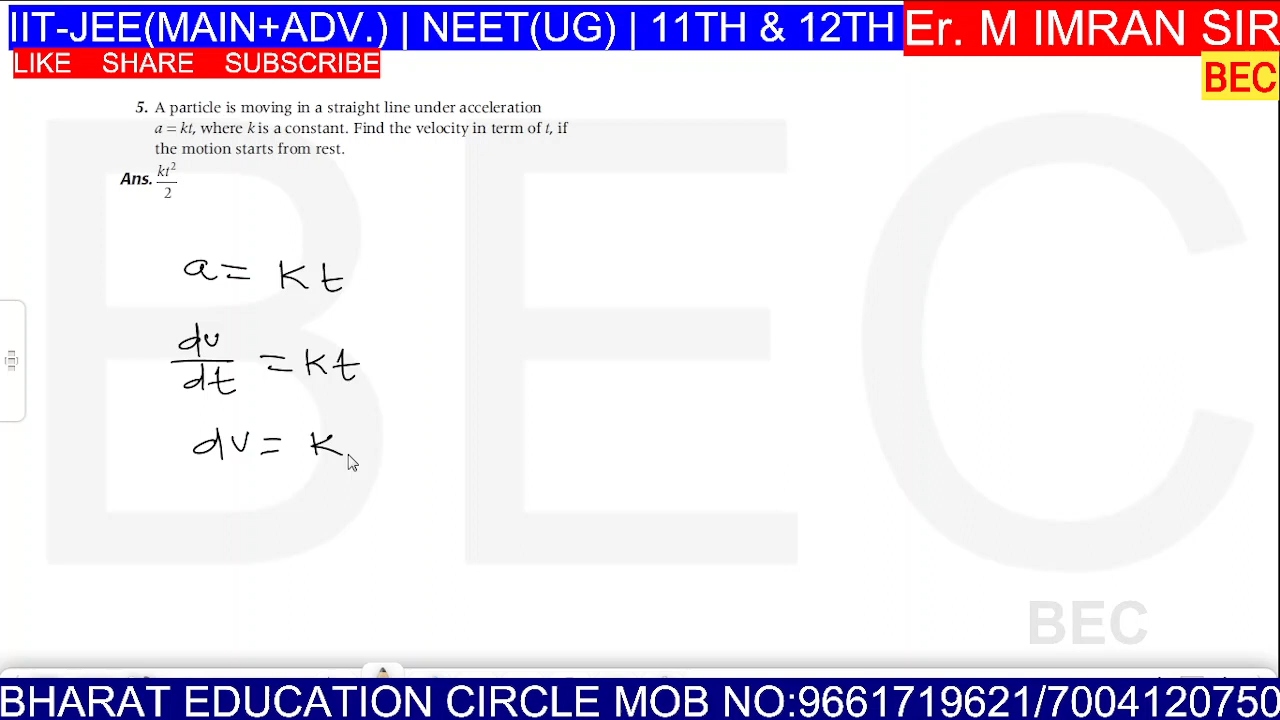 IIT-JEE(MAIN+ADV.) | NEET(UG) | 11TH & 12TH Er. M IMRAN SIR
LIKE SHARE SUBSCRIBE
BEC
5. A particle is moving in a straight line under acceleration
a = kt, where k is a constant. Find the velocity in term of t, if
the motion starts from rest.
Ans. kt²/2
a = kt
dv/dt = kt
dv = k
BEC
BEC
BHARAT EDUCATION CIRCLE MOB NO:9661719621/7004120750